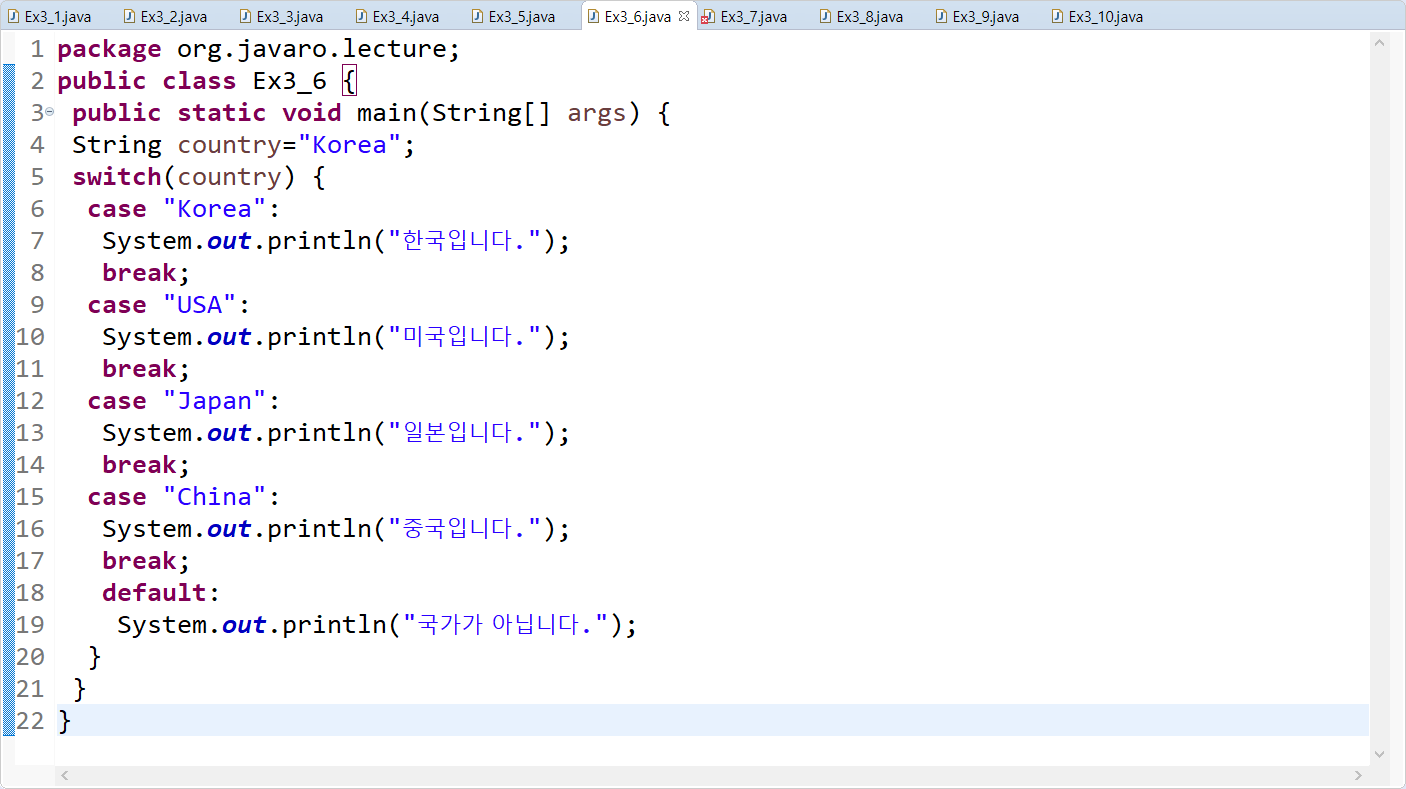 Ex3_1.java Ex3_2.java Ex3_3.java Ex3_4.java Ex3_5.java Ex3_6.java Ex3_7.java Ex3_8.java Ex3_9.java Ex3_10.java
1 package org.javaro.lecture;
2 public class Ex3_6 {
3 public static void main(String[] args) {
4 String country="Korea";
5 switch(country) {
6 case "Korea":
7 System.out.println("한국입니다.");
8 break;
9 case "USA":
10 System.out.println("미국입니다.");
11 break;
12 case "Japan":
13 System.out.println("일본입니다.");
14 break;
15 case "China":
16 System.out.println("중국입니다.");
17 break;
18 default:
19 System.out.println("국가가 아닙니다.");
20 }
21 }
22 }